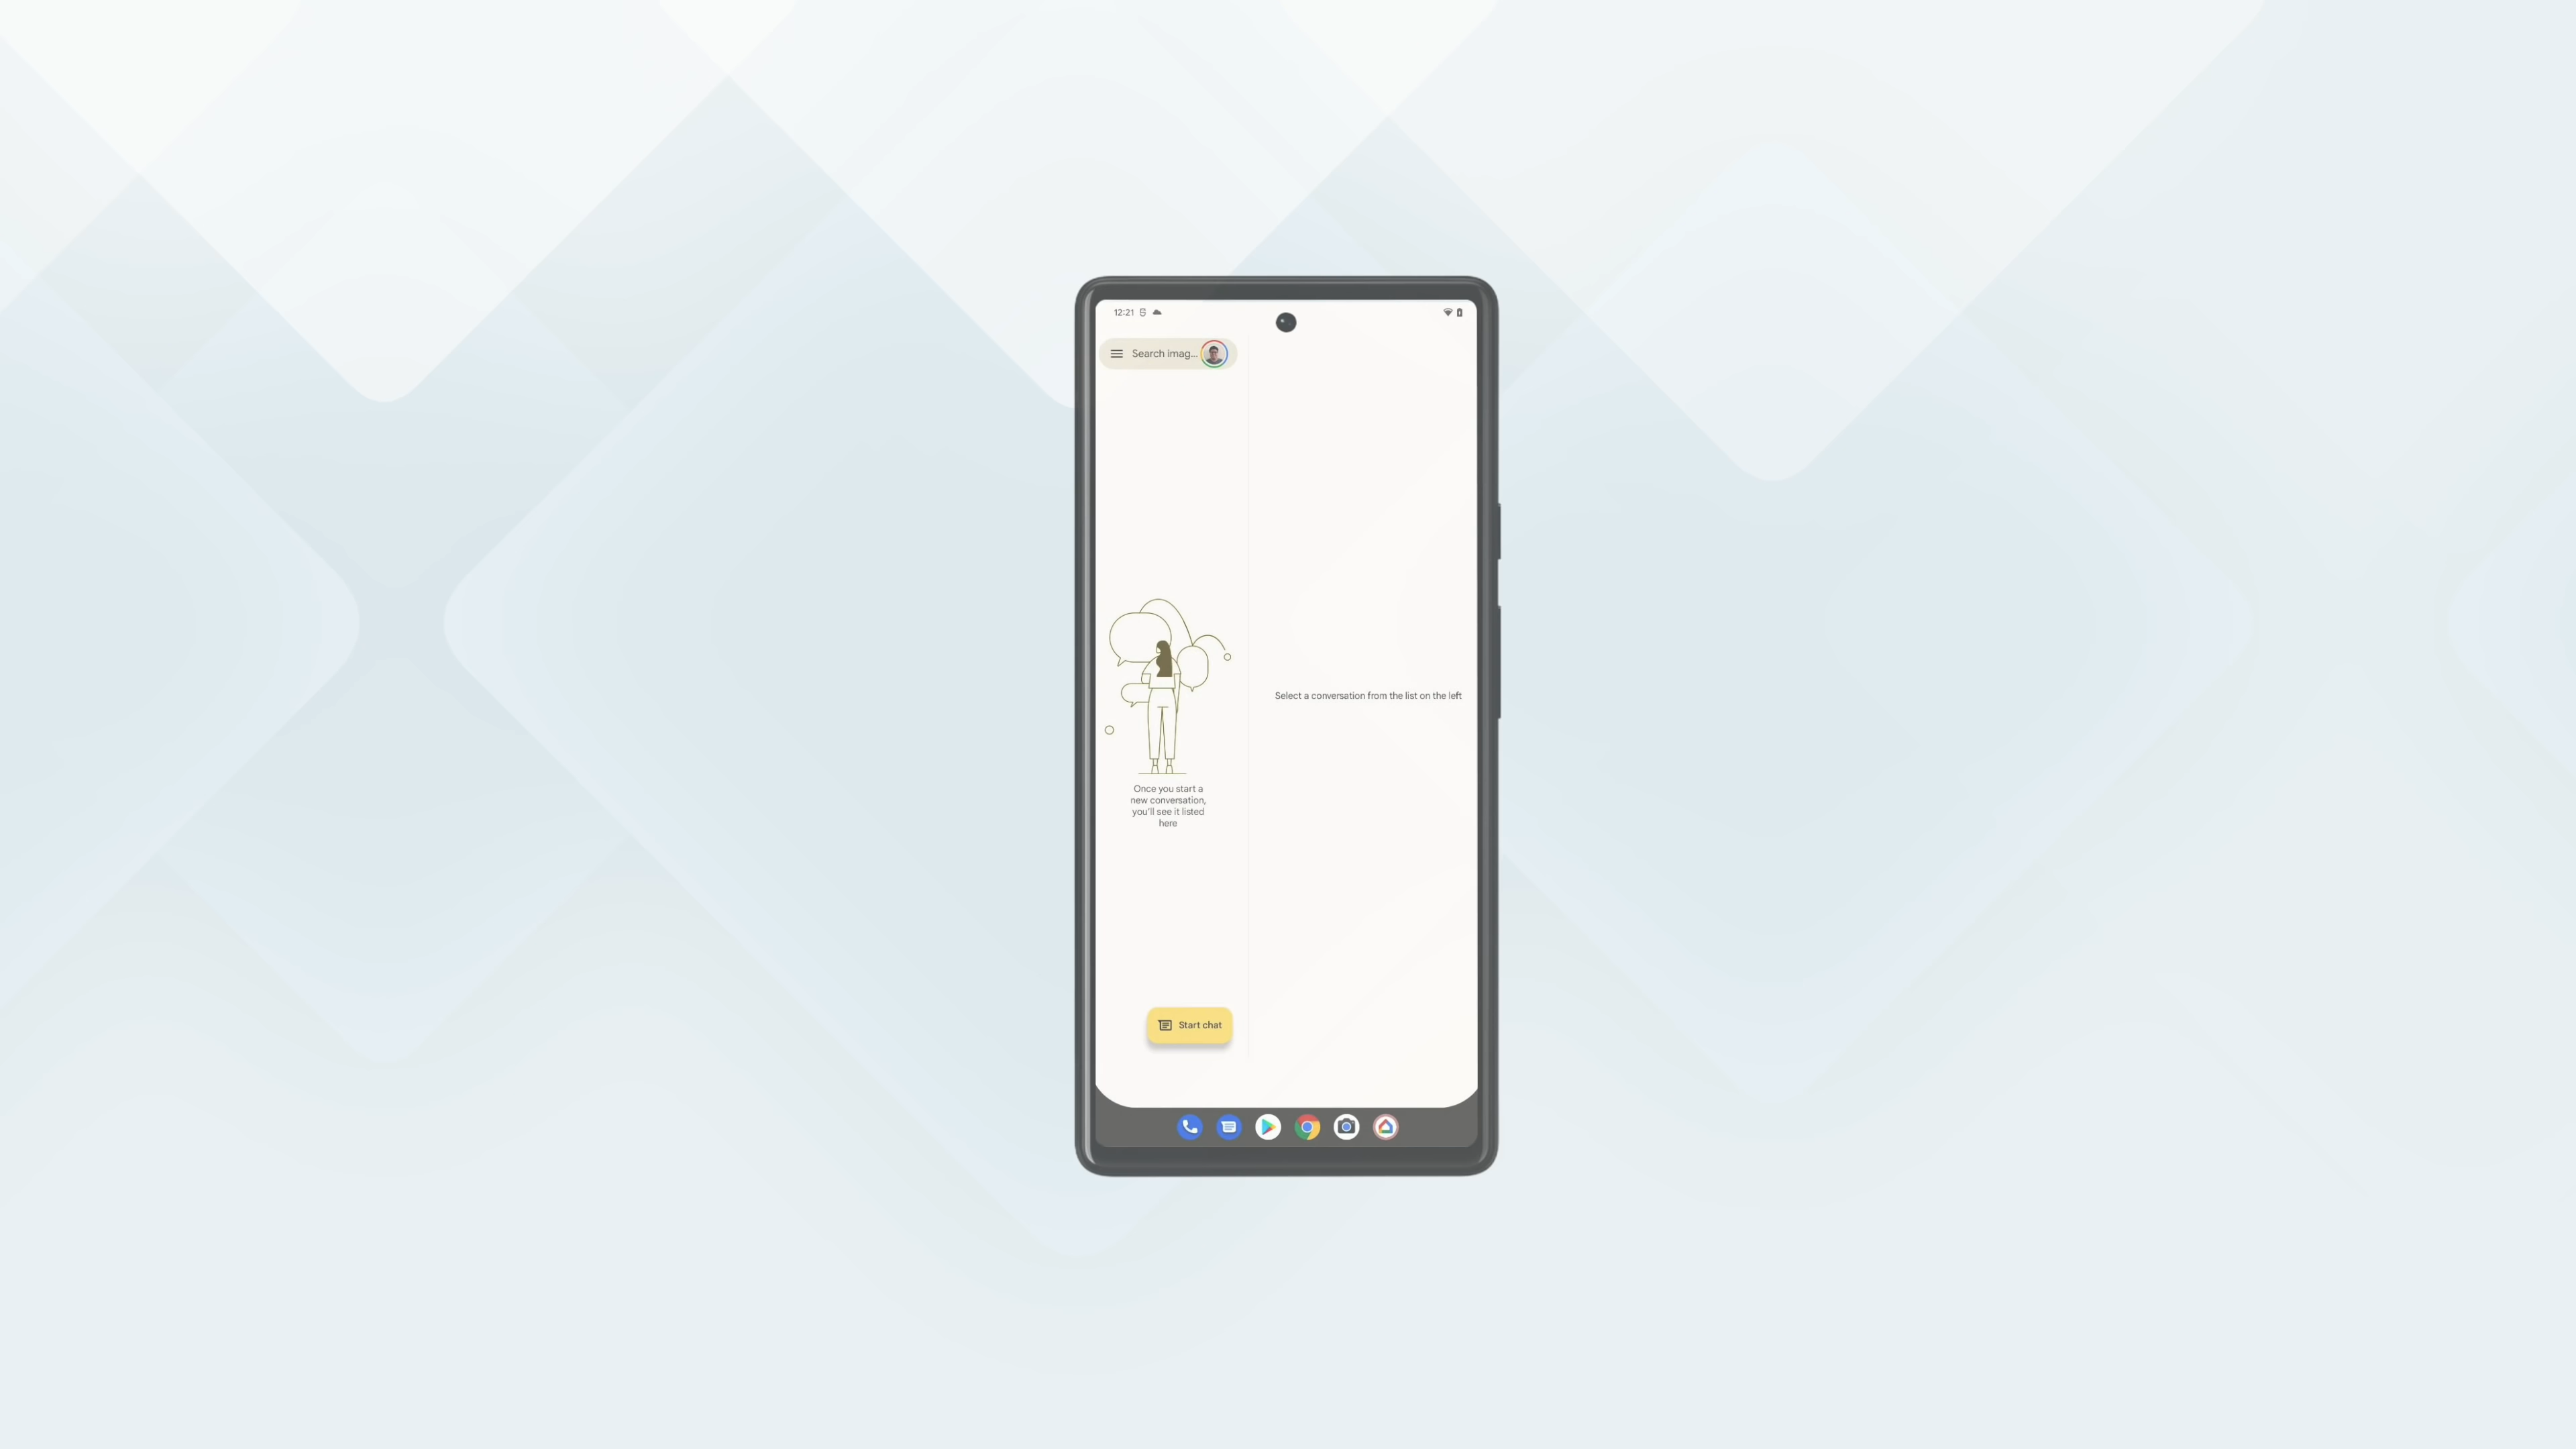 12:21
Search imag...
Select a conversation from the list on the left
Once you start a
new conversation,
you'll see it listed
here
Start chat